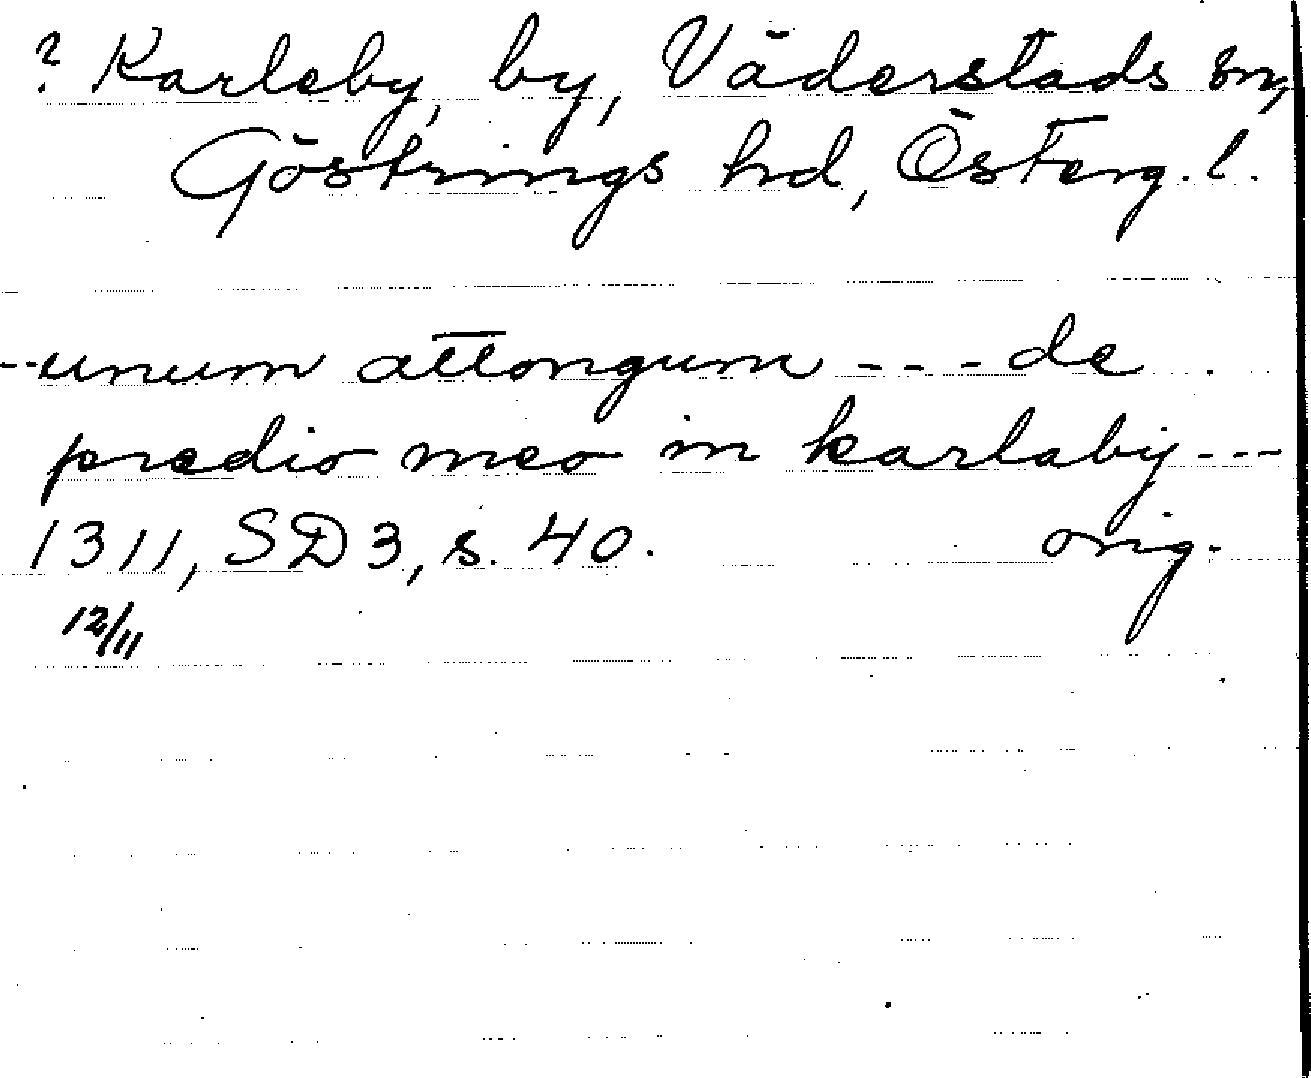 ? Karleby, by, Väderstads sn,
Göstrings hd, Österg. l.
--unum attongum --- de
predio meo in karlaby ---
1311, SD3, s. 40. orig.
12/11